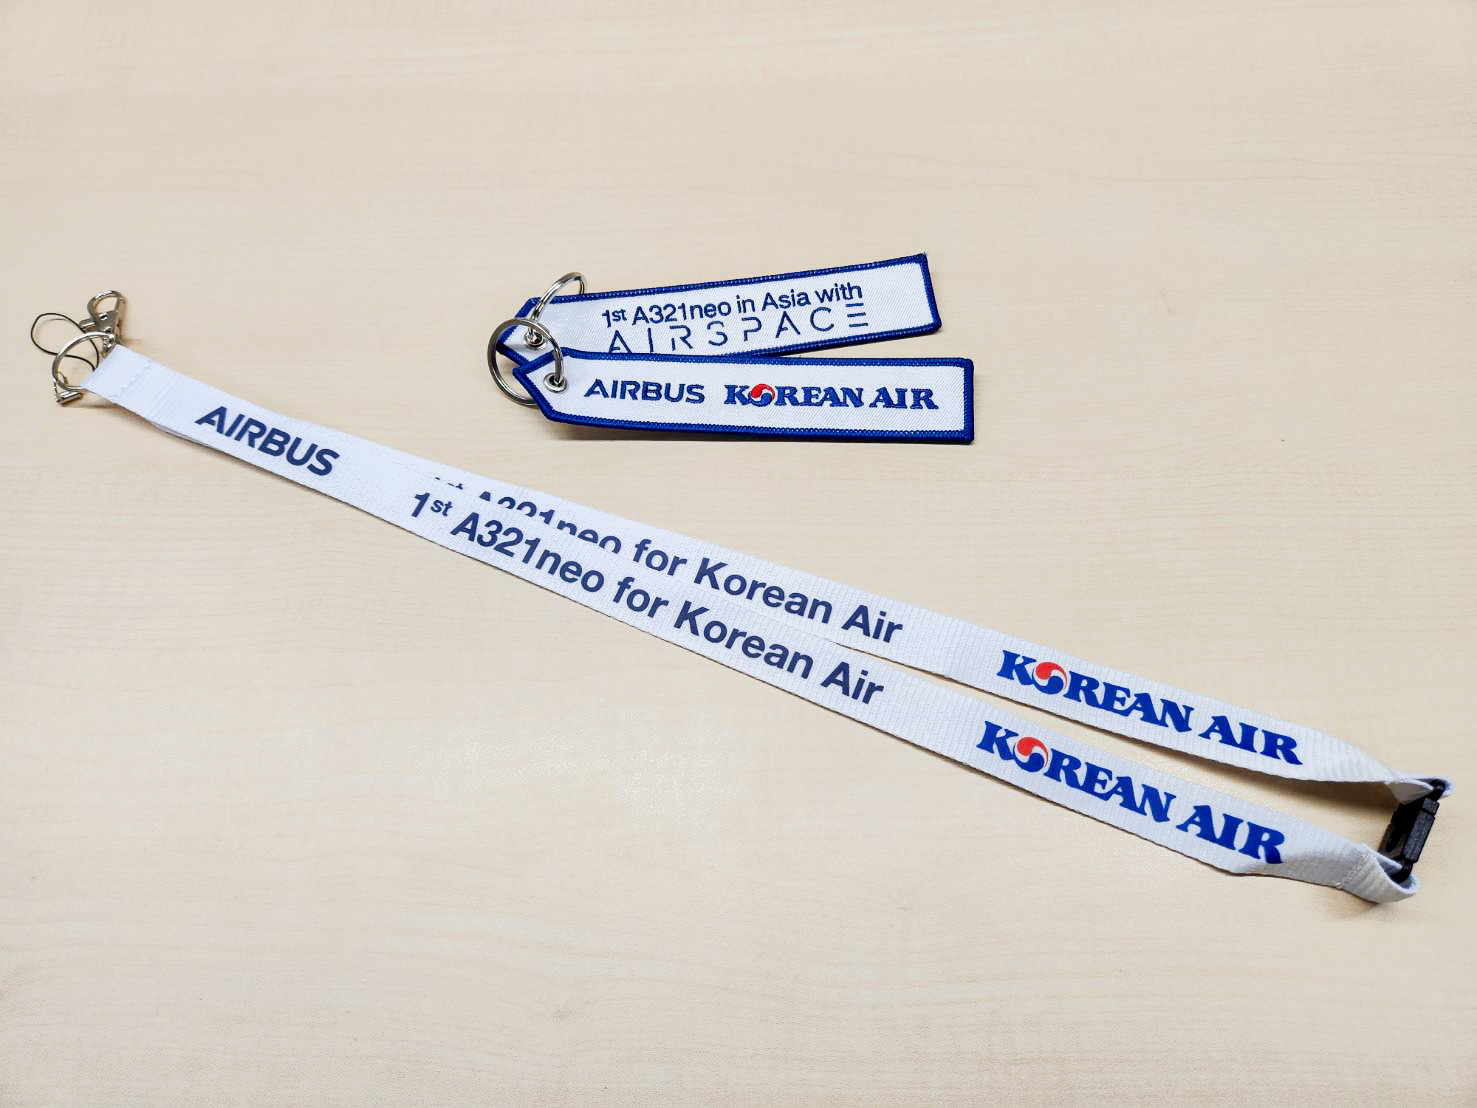 1st A321neo in Asia with
AIRSPACE
AIRBUS KOREAN AIR
AIRBUS
1st A321neo for Korean Air
KOREAN AIR
1st A321neo for Korean Air
KOREAN AIR